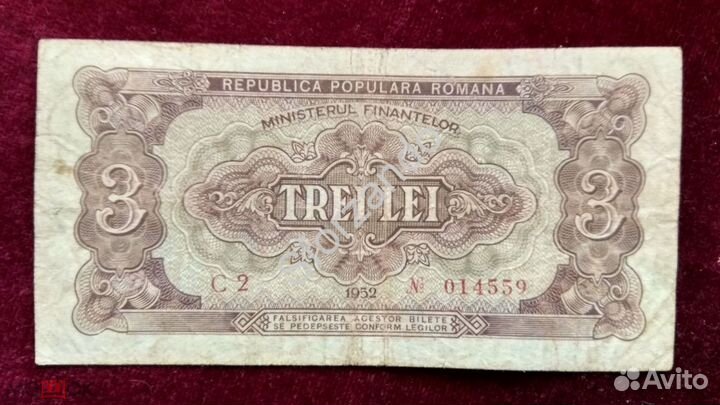 REPUBLICA POPULARA ROMANA
MINISTERUL FINANTELOR
3 TREI LEI 3
C 2 1952 № 014559
FALSIFICAREA ACESTOR BILETE
SE PEDEPSESTE CONFORM LEGILOR
Avito